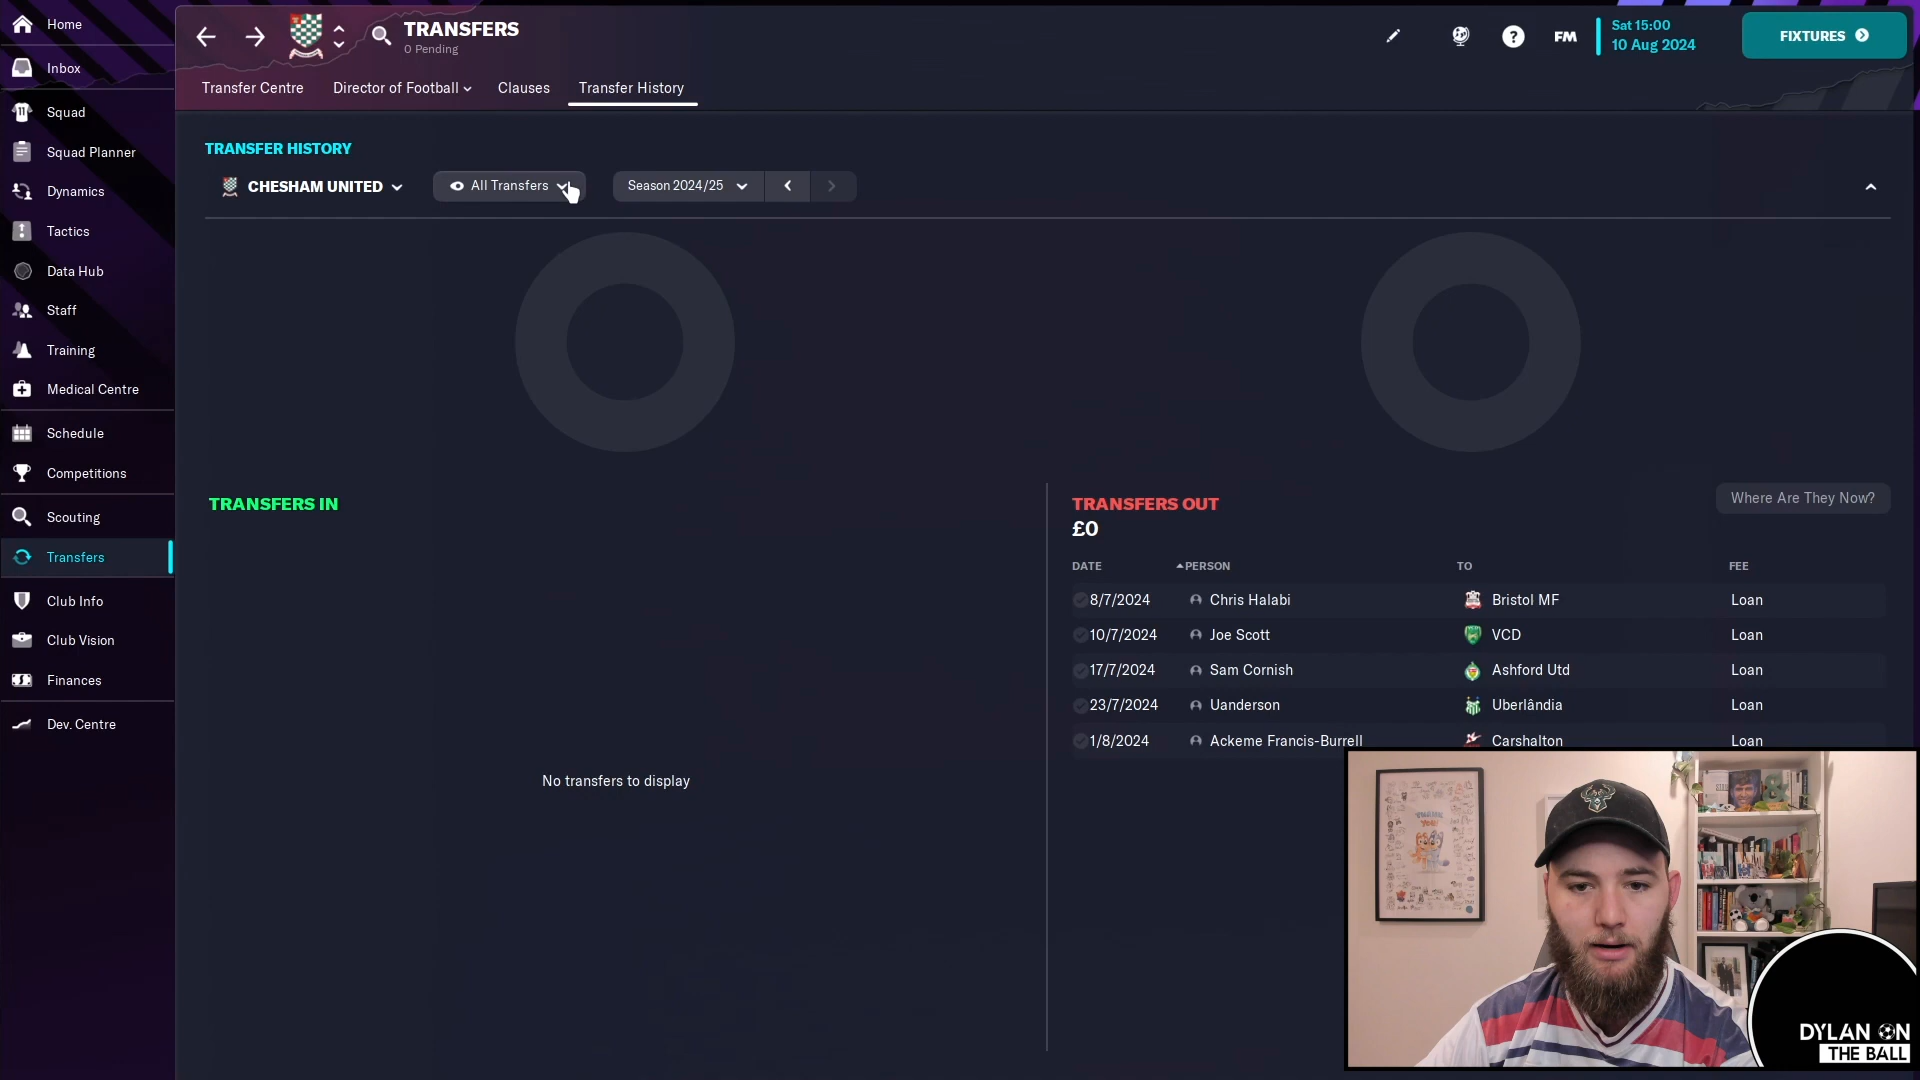 Home
Inbox
Squad
Squad Planner
Dynamics
Tactics
Data Hub
Staff
Training
Medical Centre
Schedule
Competitions
Scouting
Transfers
Club Info
Club Vision
Finances
Dev. Centre
TRANSFERS
0 Pending
?
FM
Sat 15:00
10 Aug 2024
FIXTURES
Transfer Centre
Director of Football
Clauses
Transfer History
TRANSFER HISTORY
CHESHAM UNITED
All Transfers
Season 2024/25
TRANSFERS IN
No transfers to display
TRANSFERS OUT
£0
Where Are They Now?
DATE PERSON TO FEE
8/7/2024 Chris Halabi Bristol MF Loan
10/7/2024 Joe Scott VCD Loan
17/7/2024 Sam Cornish Ashford Utd Loan
23/7/2024 Uanderson Uberlândia Loan
1/8/2024 Ackeme Francis-Burrell Carshalton Loan
THANK
YOU!
DYLAN ON
THE BALL